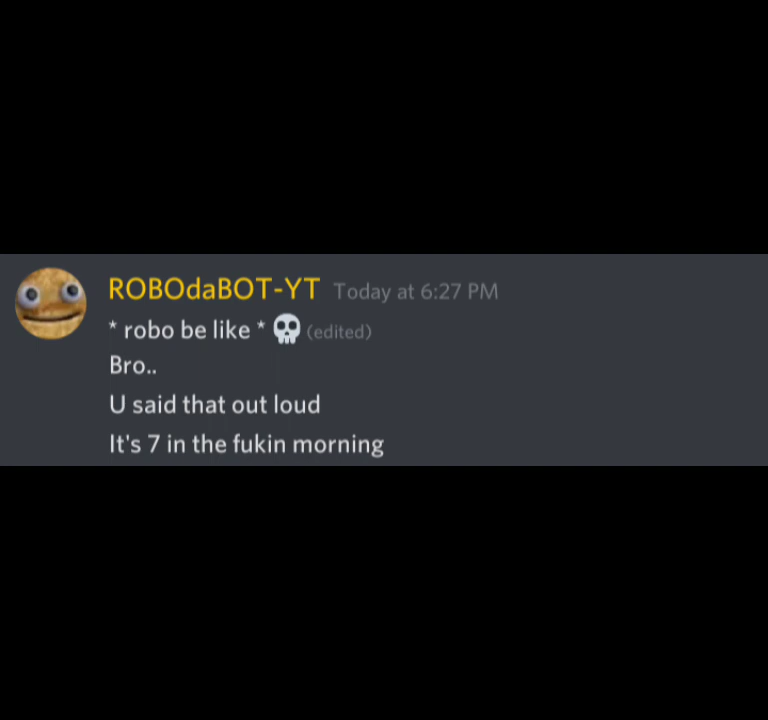 ROBOdaBOT-YT Today at 6:27 PM
* robo be like * 💀 (edited)
Bro..
U said that out loud
It's 7 in the fukin morning